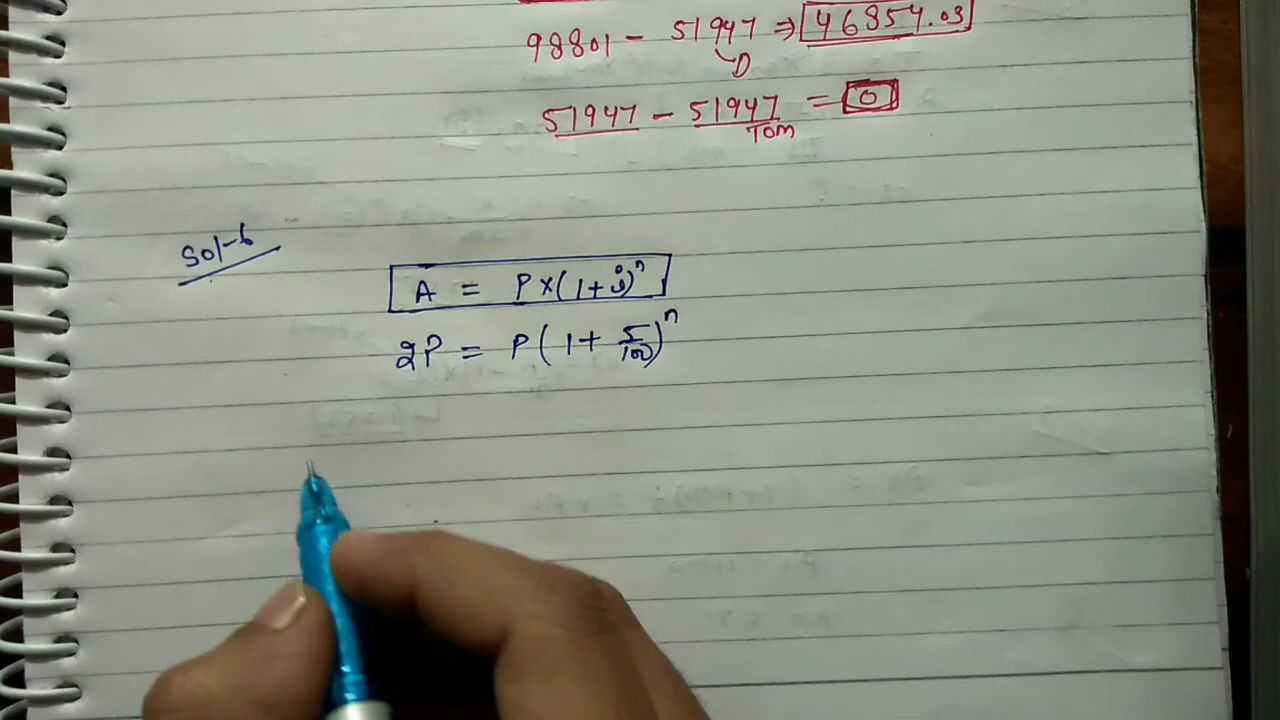 98801 - 51947 ⇒ 46854.03
D
51947 - 51947 = 0
TOM
Sol-6
A = P×(1+i)ⁿ
2P = P(1+5/100)ⁿ